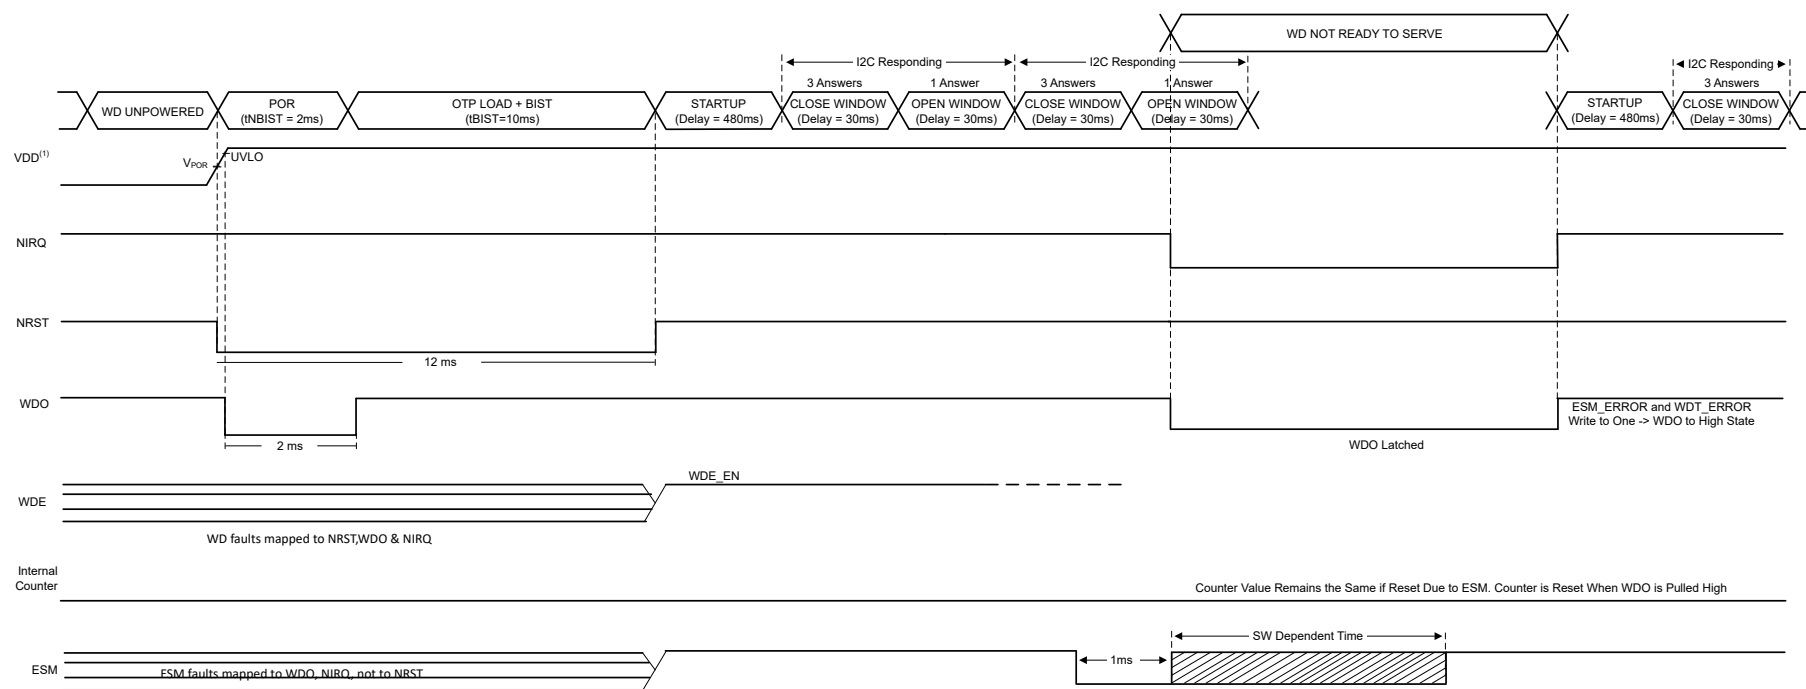 WD NOT READY TO SERVE
I2C Responding
I2C Responding
I2C Responding
3 Answers
1 Answer
3 Answers
1 Answer
3 Answers
WD UNPOWERED
POR
(tNBIST = 2ms)
OTP LOAD + BIST
(tBIST=10ms)
STARTUP
(Delay = 480ms)
CLOSE WINDOW
(Delay = 30ms)
OPEN WINDOW
(Delay = 30ms)
CLOSE WINDOW
(Delay = 30ms)
OPEN WINDOW
(Delay = 30ms)
STARTUP
(Delay = 480ms)
CLOSE WINDOW
(Delay = 30ms)
VDD(1)
VPOR
UVLO
NIRQ
NRST
12 ms
WDO
2 ms
ESM_ERROR and WDT_ERROR
Write to One -> WDO to High State
WDO Latched
WDE
WDE_EN
WD faults mapped to NRST,WDO & NIRQ
Internal
Counter
Counter Value Remains the Same if Reset Due to ESM. Counter is Reset When WDO is Pulled High
SW Dependent Time
ESM
ESM faults mapped to WDO, NIRQ, not to NRST
1ms